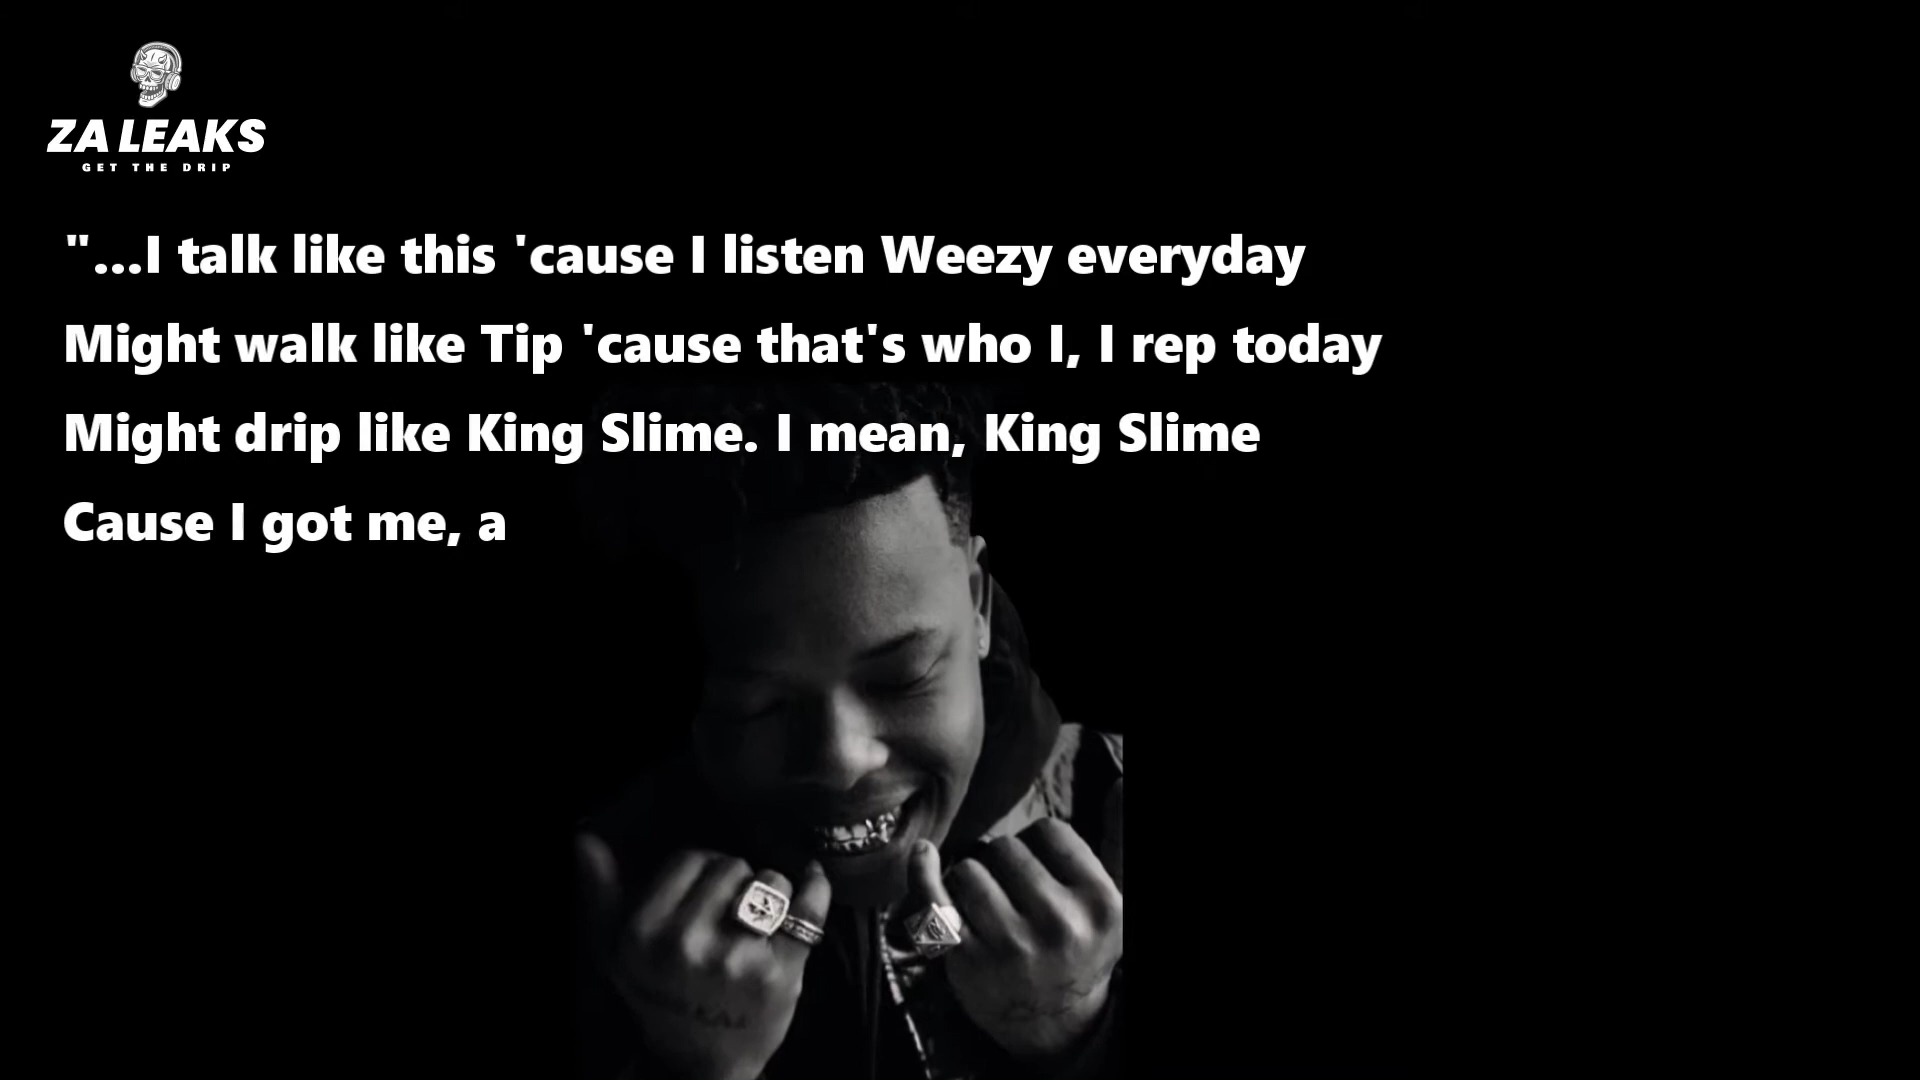 ZA LEAKS
GET THE DRIP
"...I talk like this 'cause I listen Weezy everyday
Might walk like Tip 'cause that's who I, I rep today
Might drip like King Slime. I mean, King Slime
Cause I got me, a